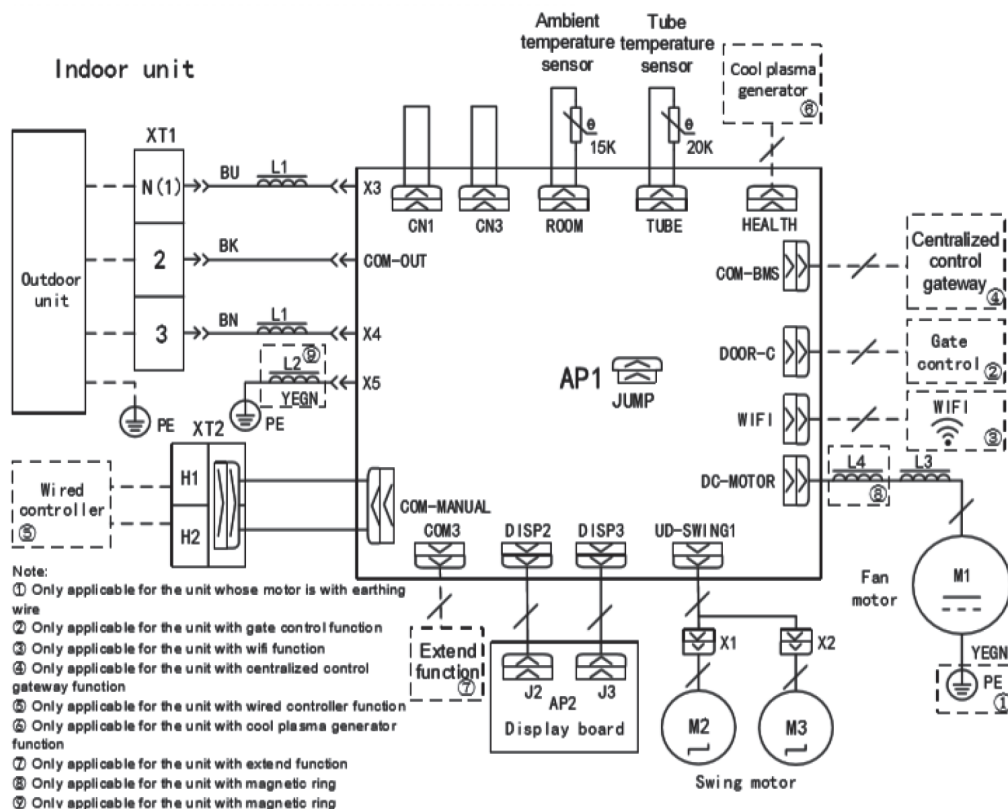 Indoor unit
Ambient
temperature
sensor
Tube
temperature
sensor
Cool plasma
generator
⑥
XT1
θ
15K
θ
20K
N(1)
BU
L1
X3
CN1
CN3
ROOM
TUBE
HEALTH
Outdoor
unit
2
BK
COM-OUT
COM-BMS
Centralized
control
gateway
④
3
BN
L1
X4
⑨
L2
YEGN
X5
PE
PE
AP1
JUMP
DOOR-C
Gate
control
②
WIFI
WIFI
③
XT2
H1
H2
Wired
controller
⑤
COM-MANUAL
DC-MOTOR
L4
⑧
L3
COM3
DISP2
DISP3
UD-SWING1
Extend
function
⑦
J2
J3
AP2
Display board
X1
X2
M2
M3
Swing motor
Fan
motor
M1
YEGN
PE
①
Note:
① Only applicable for the unit whose motor is with earthing
wire
② Only applicable for the unit with gate control function
③ Only applicable for the unit with wifi function
④ Only applicable for the unit with centralized control
gateway function
⑤ Only applicable for the unit with wired controller function
⑥ Only applicable for the unit with cool plasma generator
function
⑦ Only applicable for the unit with extend function
⑧ Only applicable for the unit with magnetic ring
⑨ Only applicable for the unit with magnetic ring